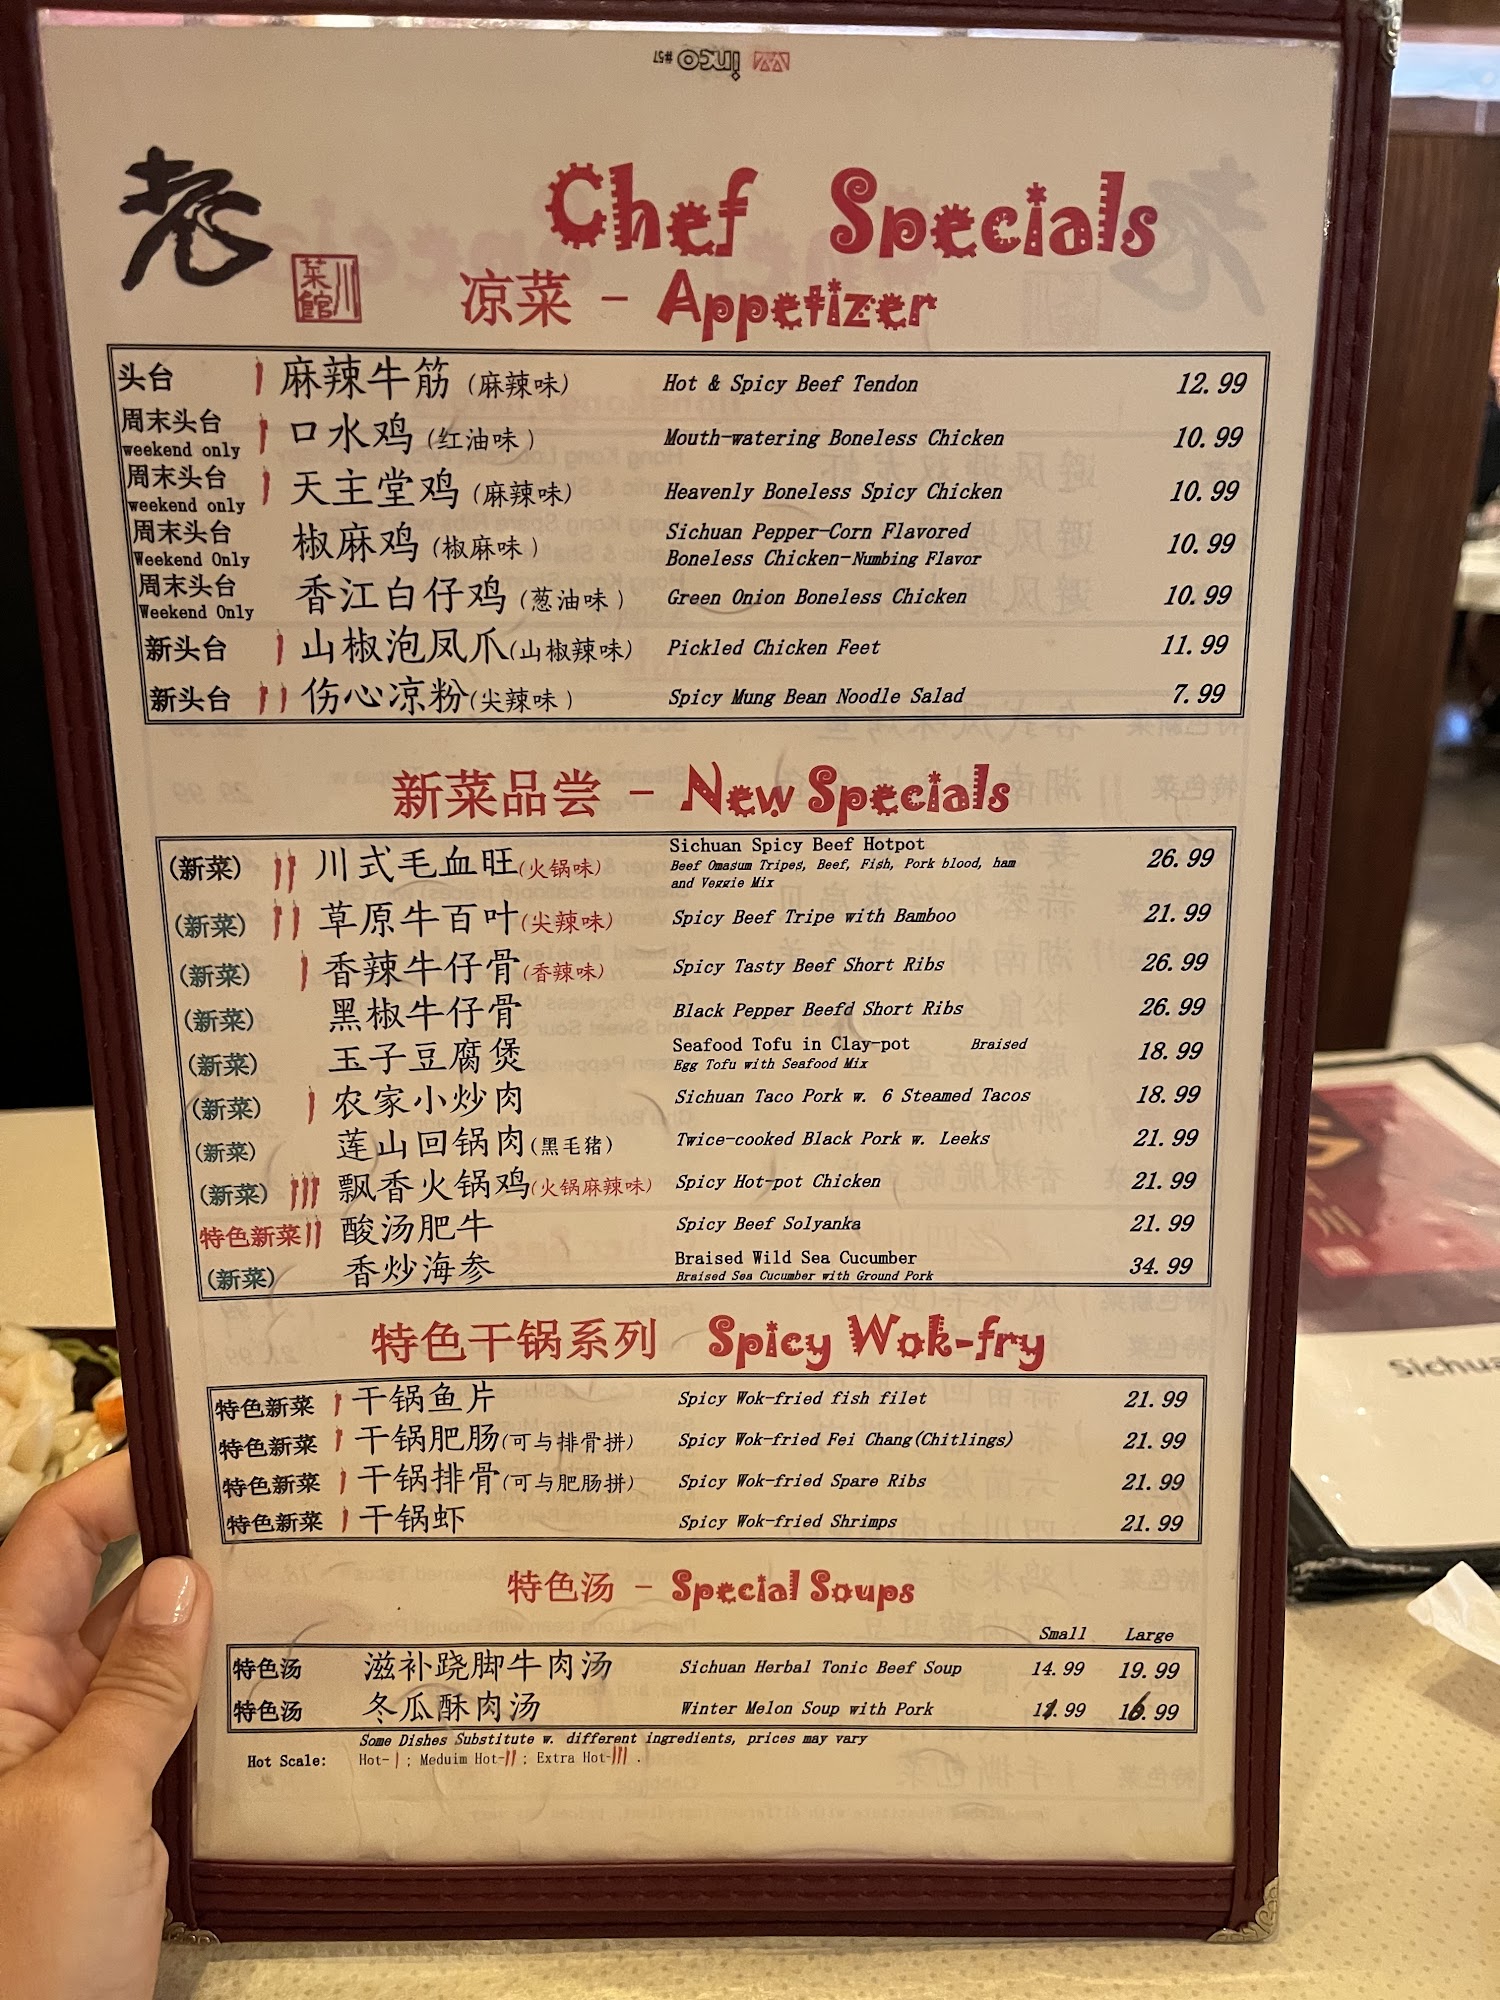 inko #57
老
川菜館
Chef Specials
凉菜 - Appetizer
头台 麻辣牛筋 (麻辣味) Hot & Spicy Beef Tendon 12.99
周末头台 weekend only 口水鸡 (红油味) Mouth-watering Boneless Chicken 10.99
周末头台 weekend only 天主堂鸡 (麻辣味) Heavenly Boneless Spicy Chicken 10.99
周末头台 Weekend Only 椒麻鸡 (椒麻味) Sichuan Pepper-Corn Flavored
Boneless Chicken-Numbing Flavor 10.99
周末头台 Weekend Only 香江白仔鸡 (葱油味) Green Onion Boneless Chicken 10.99
新头台 山椒泡凤爪(山椒辣味) Pickled Chicken Feet 11.99
新头台 伤心凉粉(尖辣味) Spicy Mung Bean Noodle Salad 7.99
新菜品尝 - New Specials
(新菜) 川式毛血旺(火锅味) Sichuan Spicy Beef Hotpot 26.99
Beef Omasum Tripes, Beef, Fish, Pork blood, ham
and Veggie Mix
(新菜) 草原牛百叶(尖辣味) Spicy Beef Tripe with Bamboo 21.99
(新菜) 香辣牛仔骨(香辣味) Spicy Tasty Beef Short Ribs 26.99
(新菜) 黑椒牛仔骨 Black Pepper Beefd Short Ribs 26.99
(新菜) 玉子豆腐煲 Seafood Tofu in Clay-pot Braised 18.99
Egg Tofu with Seafood Mix
(新菜) 农家小炒肉 Sichuan Taco Pork w. 6 Steamed Tacos 18.99
(新菜) 莲山回锅肉(黑毛猪) Twice-cooked Black Pork w. Leeks 21.99
(新菜) 飘香火锅鸡(火锅麻辣味) Spicy Hot-pot Chicken 21.99
特色新菜 酸汤肥牛 Spicy Beef Solyanka 21.99
(新菜) 香炒海参 Braised Wild Sea Cucumber 34.99
Braised Sea Cucumber with Ground Pork
特色干锅系列 Spicy Wok-fry
特色新菜 干锅鱼片 Spicy Wok-fried fish filet 21.99
特色新菜 干锅肥肠(可与排骨拼) Spicy Wok-fried Fei Chang(Chitlings) 21.99
特色新菜 干锅排骨(可与肥肠拼) Spicy Wok-fried Spare Ribs 21.99
特色新菜 干锅虾 Spicy Wok-fried Shrimps 21.99
特色汤 - Special Soups
Small Large
特色汤 滋补跷脚牛肉汤 Sichuan Herbal Tonic Beef Soup 14.99 19.99
特色汤 冬瓜酥肉汤 Winter Melon Soup with Pork 16.99
Some Dishes Substitute w. different ingredients, prices may vary
Hot Scale: Hot- ; Meduim Hot- ; Extra Hot- .
Sichua